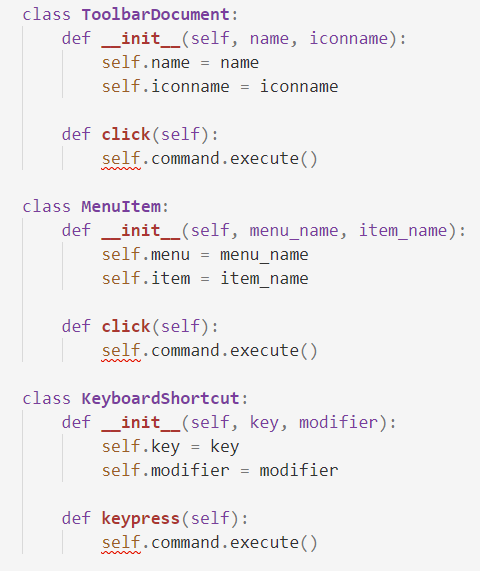 class ToolbarDocument:
    def __init__(self, name, iconname):
        self.name = name
        self.iconname = iconname

    def click(self):
        self.command.execute()

class MenuItem:
    def __init__(self, menu_name, item_name):
        self.menu = menu_name
        self.item = item_name

    def click(self):
        self.command.execute()

class KeyboardShortcut:
    def __init__(self, key, modifier):
        self.key = key
        self.modifier = modifier

    def keypress(self):
        self.command.execute()